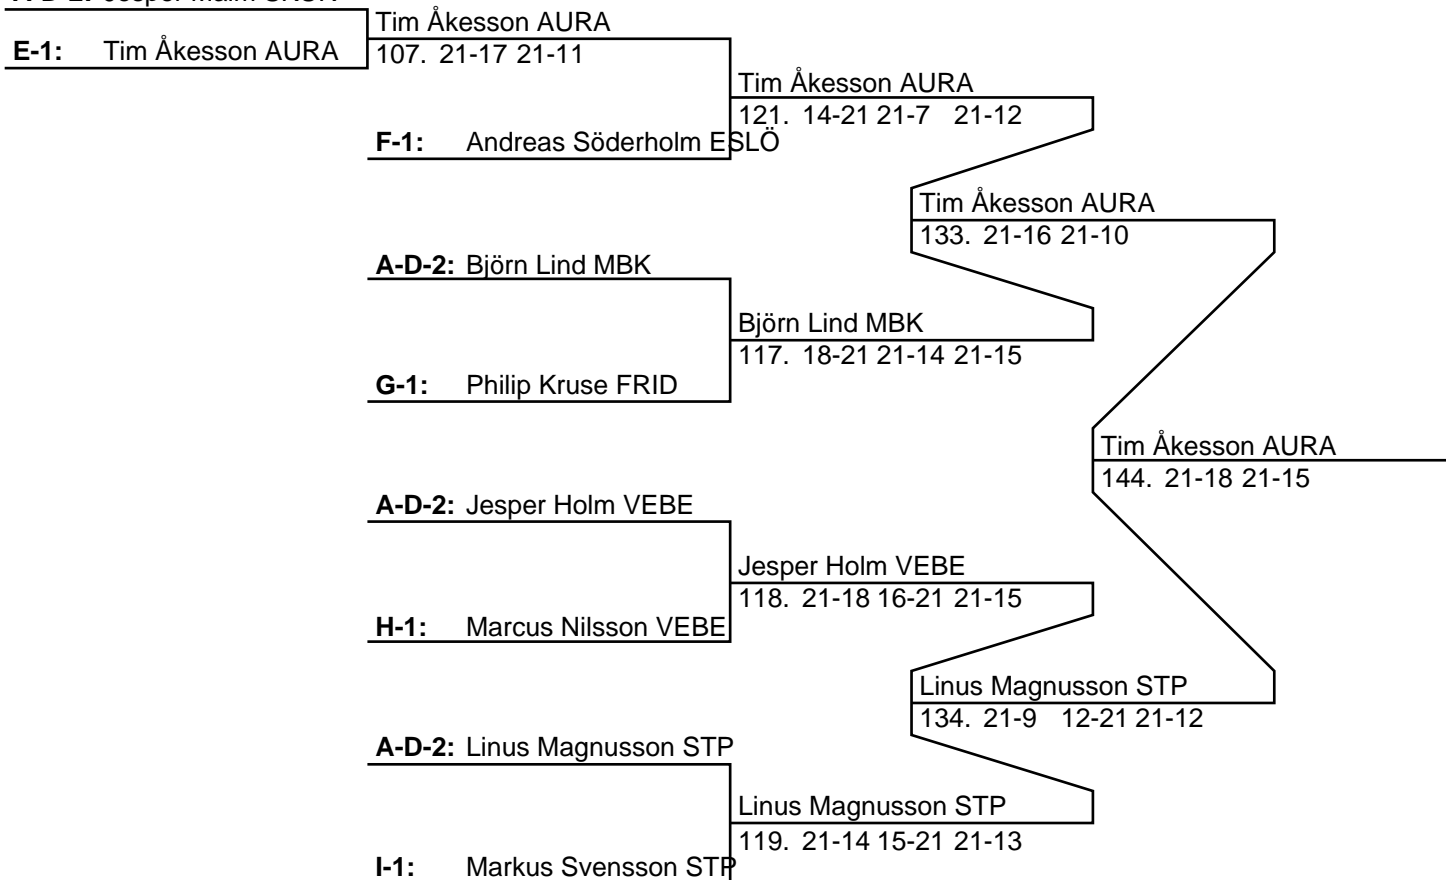 Tim Åkesson AURA
E-1: Tim Åkesson AURA
107. 21-17 21-11
Tim Åkesson AURA
121. 14-21 21-7 21-12
F-1: Andreas Söderholm ESLÖ
Tim Åkesson AURA
133. 21-16 21-10
A-D-2: Björn Lind MBK
Björn Lind MBK
117. 18-21 21-14 21-15
G-1: Philip Kruse FRID
Tim Åkesson AURA
144. 21-18 21-15
A-D-2: Jesper Holm VEBE
Jesper Holm VEBE
118. 21-18 16-21 21-15
H-1: Marcus Nilsson VEBE
Linus Magnusson STP
134. 21-9 12-21 21-12
A-D-2: Linus Magnusson STP
Linus Magnusson STP
119. 21-14 15-21 21-13
I-1: Markus Svensson STP